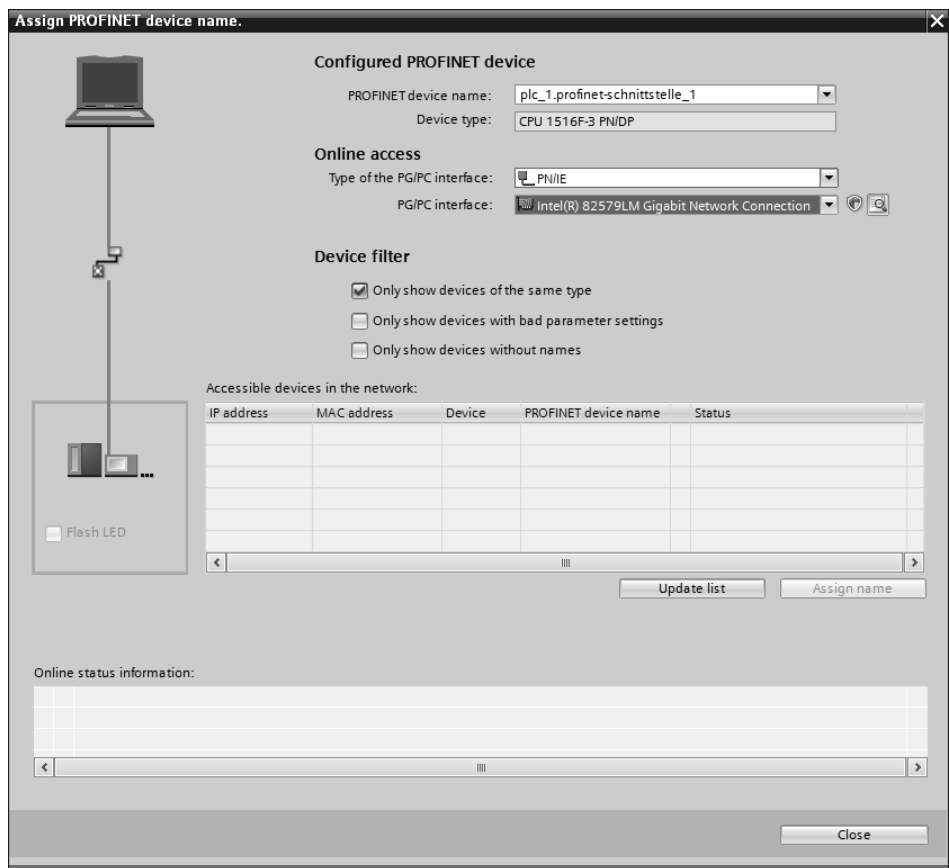 Assign PROFINET device name.
Configured PROFINET device
PROFINET device name: plc_1.profinet-schnittstelle_1
Device type: CPU 1516F-3 PN/DP
Online access
Type of the PG/PC interface: PN/IE
PG/PC interface: Intel(R) 82579LM Gigabit Network Connection
Device filter
Only show devices of the same type
Only show devices with bad parameter settings
Only show devices without names
Accessible devices in the network:
IP address MAC address Device PROFINET device name Status
Flash LED
Update list Assign name
Online status information:
Close